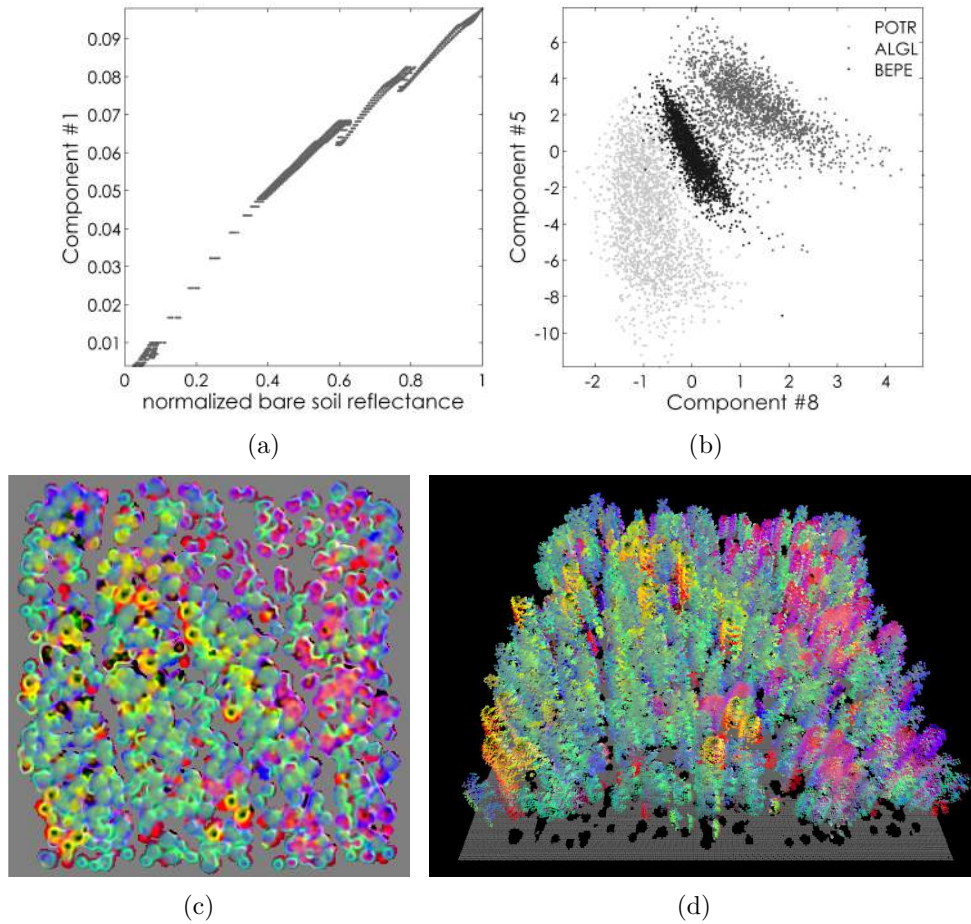 0.09
0.08
0.07
0.06
0.05
0.04
0.03
0.02
0.01
Component #1
0 0.2 0.4 0.6 0.8 1
normalized bare soil reflectance
(a)
POTR
ALGL
BEPE
6
4
2
0
-2
-4
-6
-8
-10
Component #5
-2 -1 0 1 2 3 4
Component #8
(b)
(c)
(d)